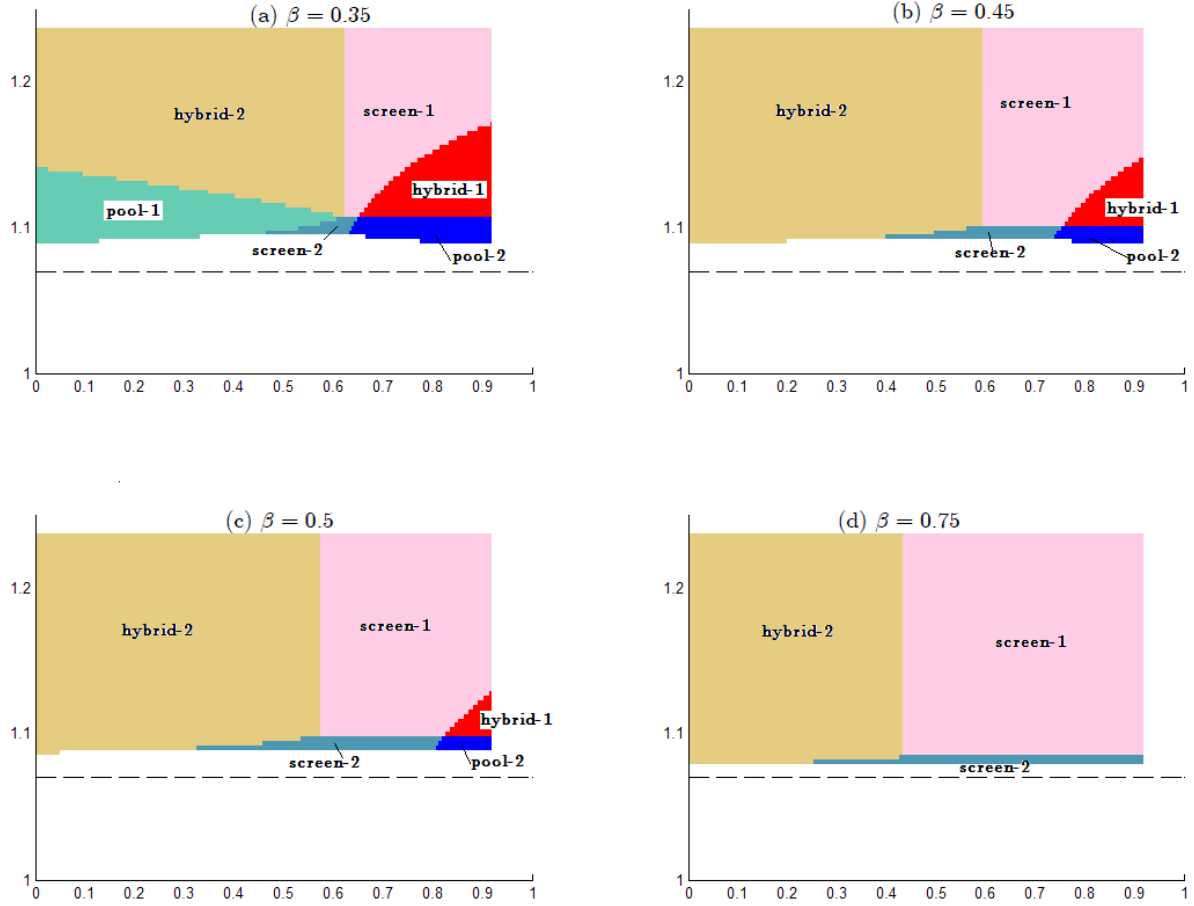 (a) β = 0.35
(b) β = 0.45
1.2
hybrid-2
screen-1
pool-1
hybrid-1
1.1
screen-2
pool-2
1
0 0.1 0.2 0.3 0.4 0.5 0.6 0.7 0.8 0.9 1
1.2
hybrid-2
screen-1
hybrid-1
1.1
screen-2
pool-2
1
0 0.1 0.2 0.3 0.4 0.5 0.6 0.7 0.8 0.9 1
(c) β = 0.5
(d) β = 0.75
1.2
hybrid-2
screen-1
hybrid-1
1.1
screen-2
pool-2
1
0 0.1 0.2 0.3 0.4 0.5 0.6 0.7 0.8 0.9 1
1.2
hybrid-2
screen-1
1.1
screen-2
1
0 0.1 0.2 0.3 0.4 0.5 0.6 0.7 0.8 0.9 1